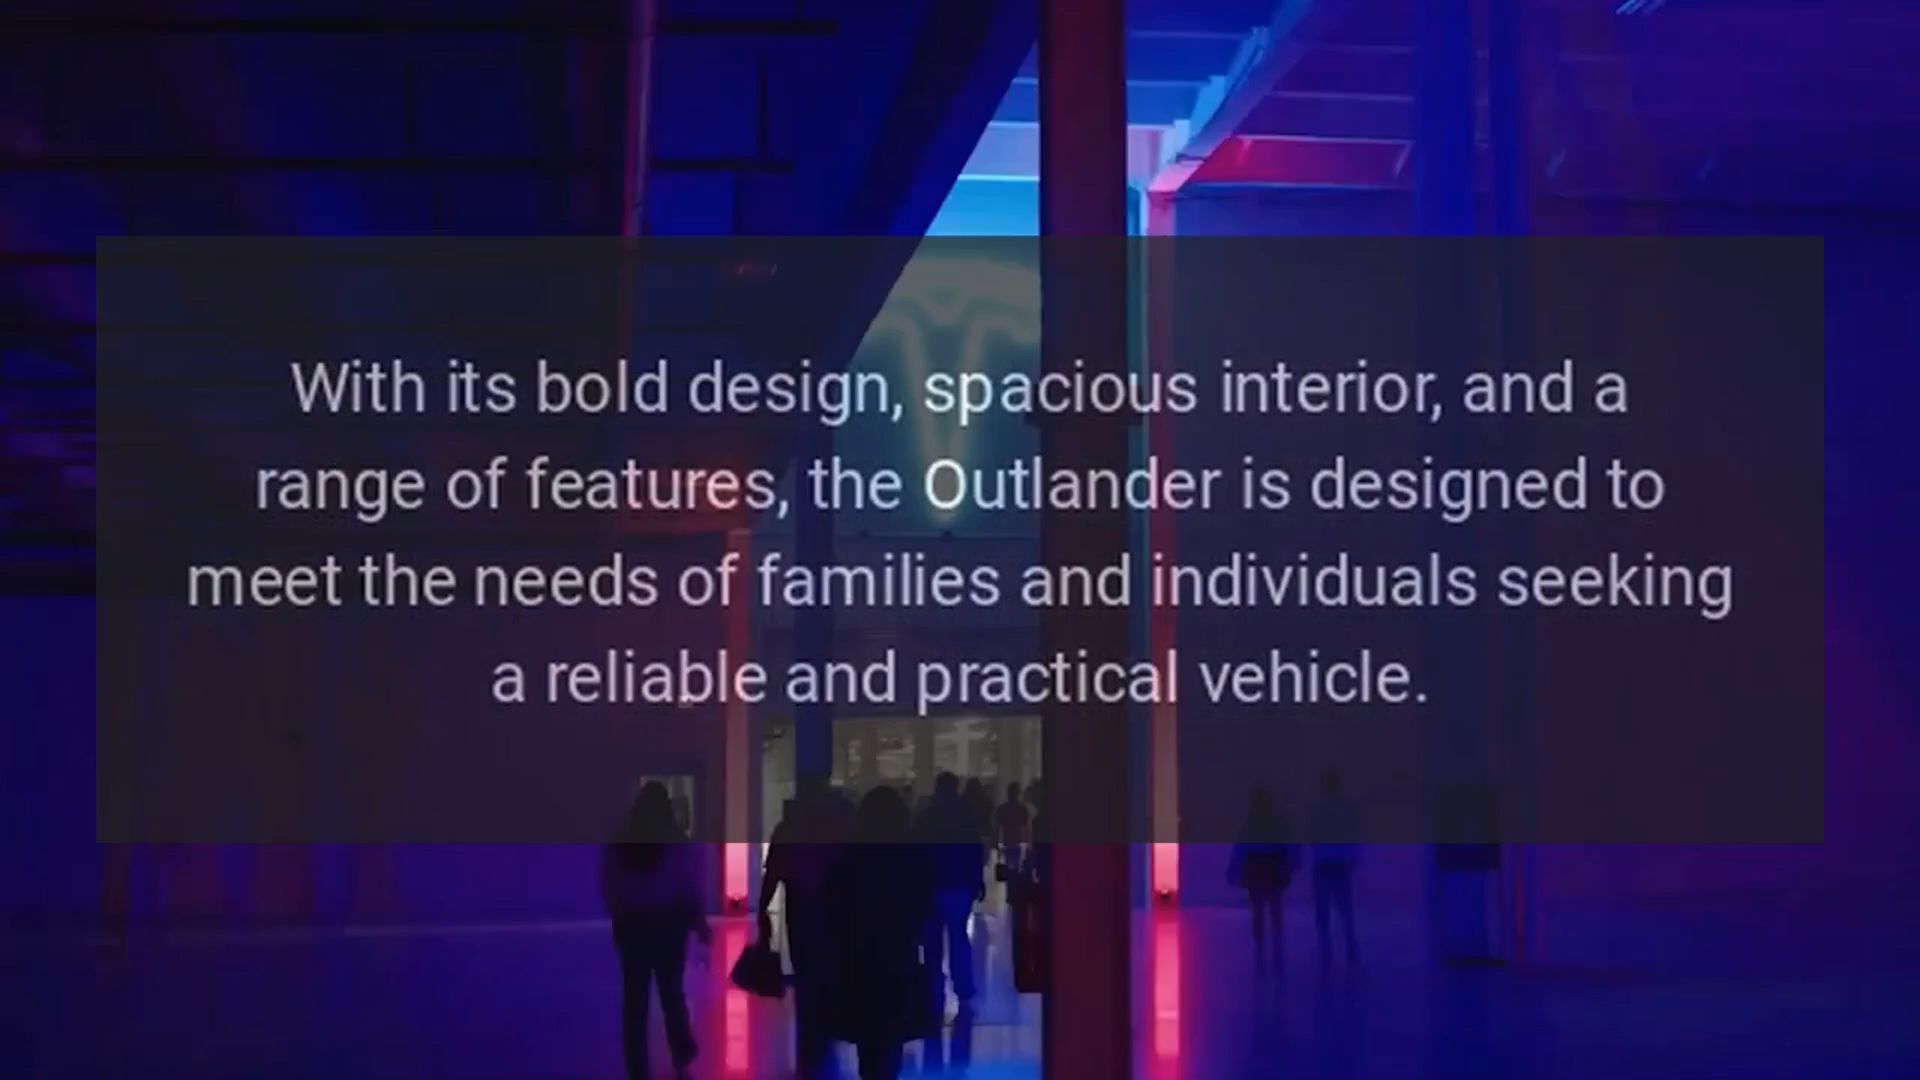 With its bold design, spacious interior, and a
range of features, the Outlander is designed to
meet the needs of families and individuals seeking
a reliable and practical vehicle.